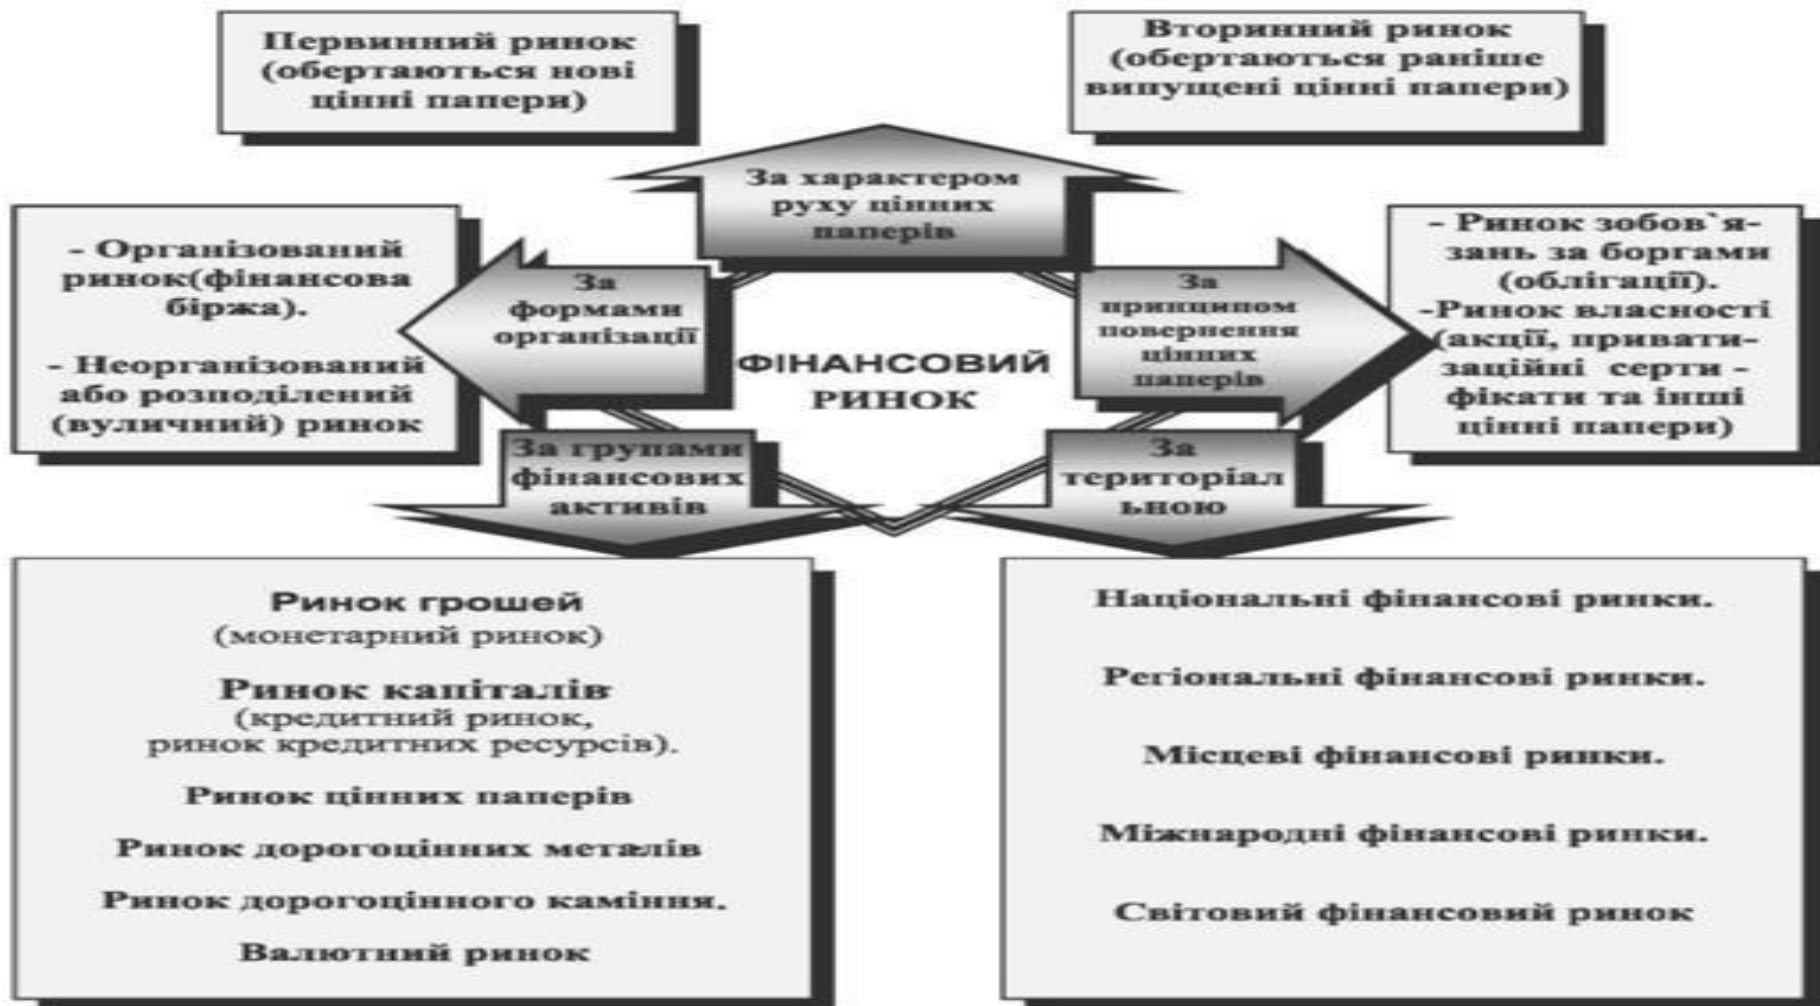 Первинний ринок
(обертаються нові
цінні папери)
Вторинний ринок
(обертаються раніше
випущені цінні папери)
За характером
руху цінних
паперів
- Організований
ринок(фінансова
біржа).
- Неорганізований
або розподілений
(вуличний) ринок
За
формами
організації
ФІНАНСОВИЙ
РИНОК
За
принципом
повернення
цінних
паперів
- Ринок зобов`я-
зань за боргами
(облігації).
-Ринок власності
(акції, привати-
заційні серти -
фікати та інші
цінні папери)
За групами
фінансових
активів
За
територіал
ьною
Ринок грошей
(монетарний ринок)
Ринок капіталів
(кредитний ринок,
ринок кредитних ресурсів).
Ринок цінних паперів
Ринок дорогоцінних металів
Ринок дорогоцінного каміння.
Валютний ринок
Національні фінансові ринки.
Регіональні фінансові ринки.
Місцеві фінансові ринки.
Міжнародні фінансові ринки.
Світовий фінансовий ринок